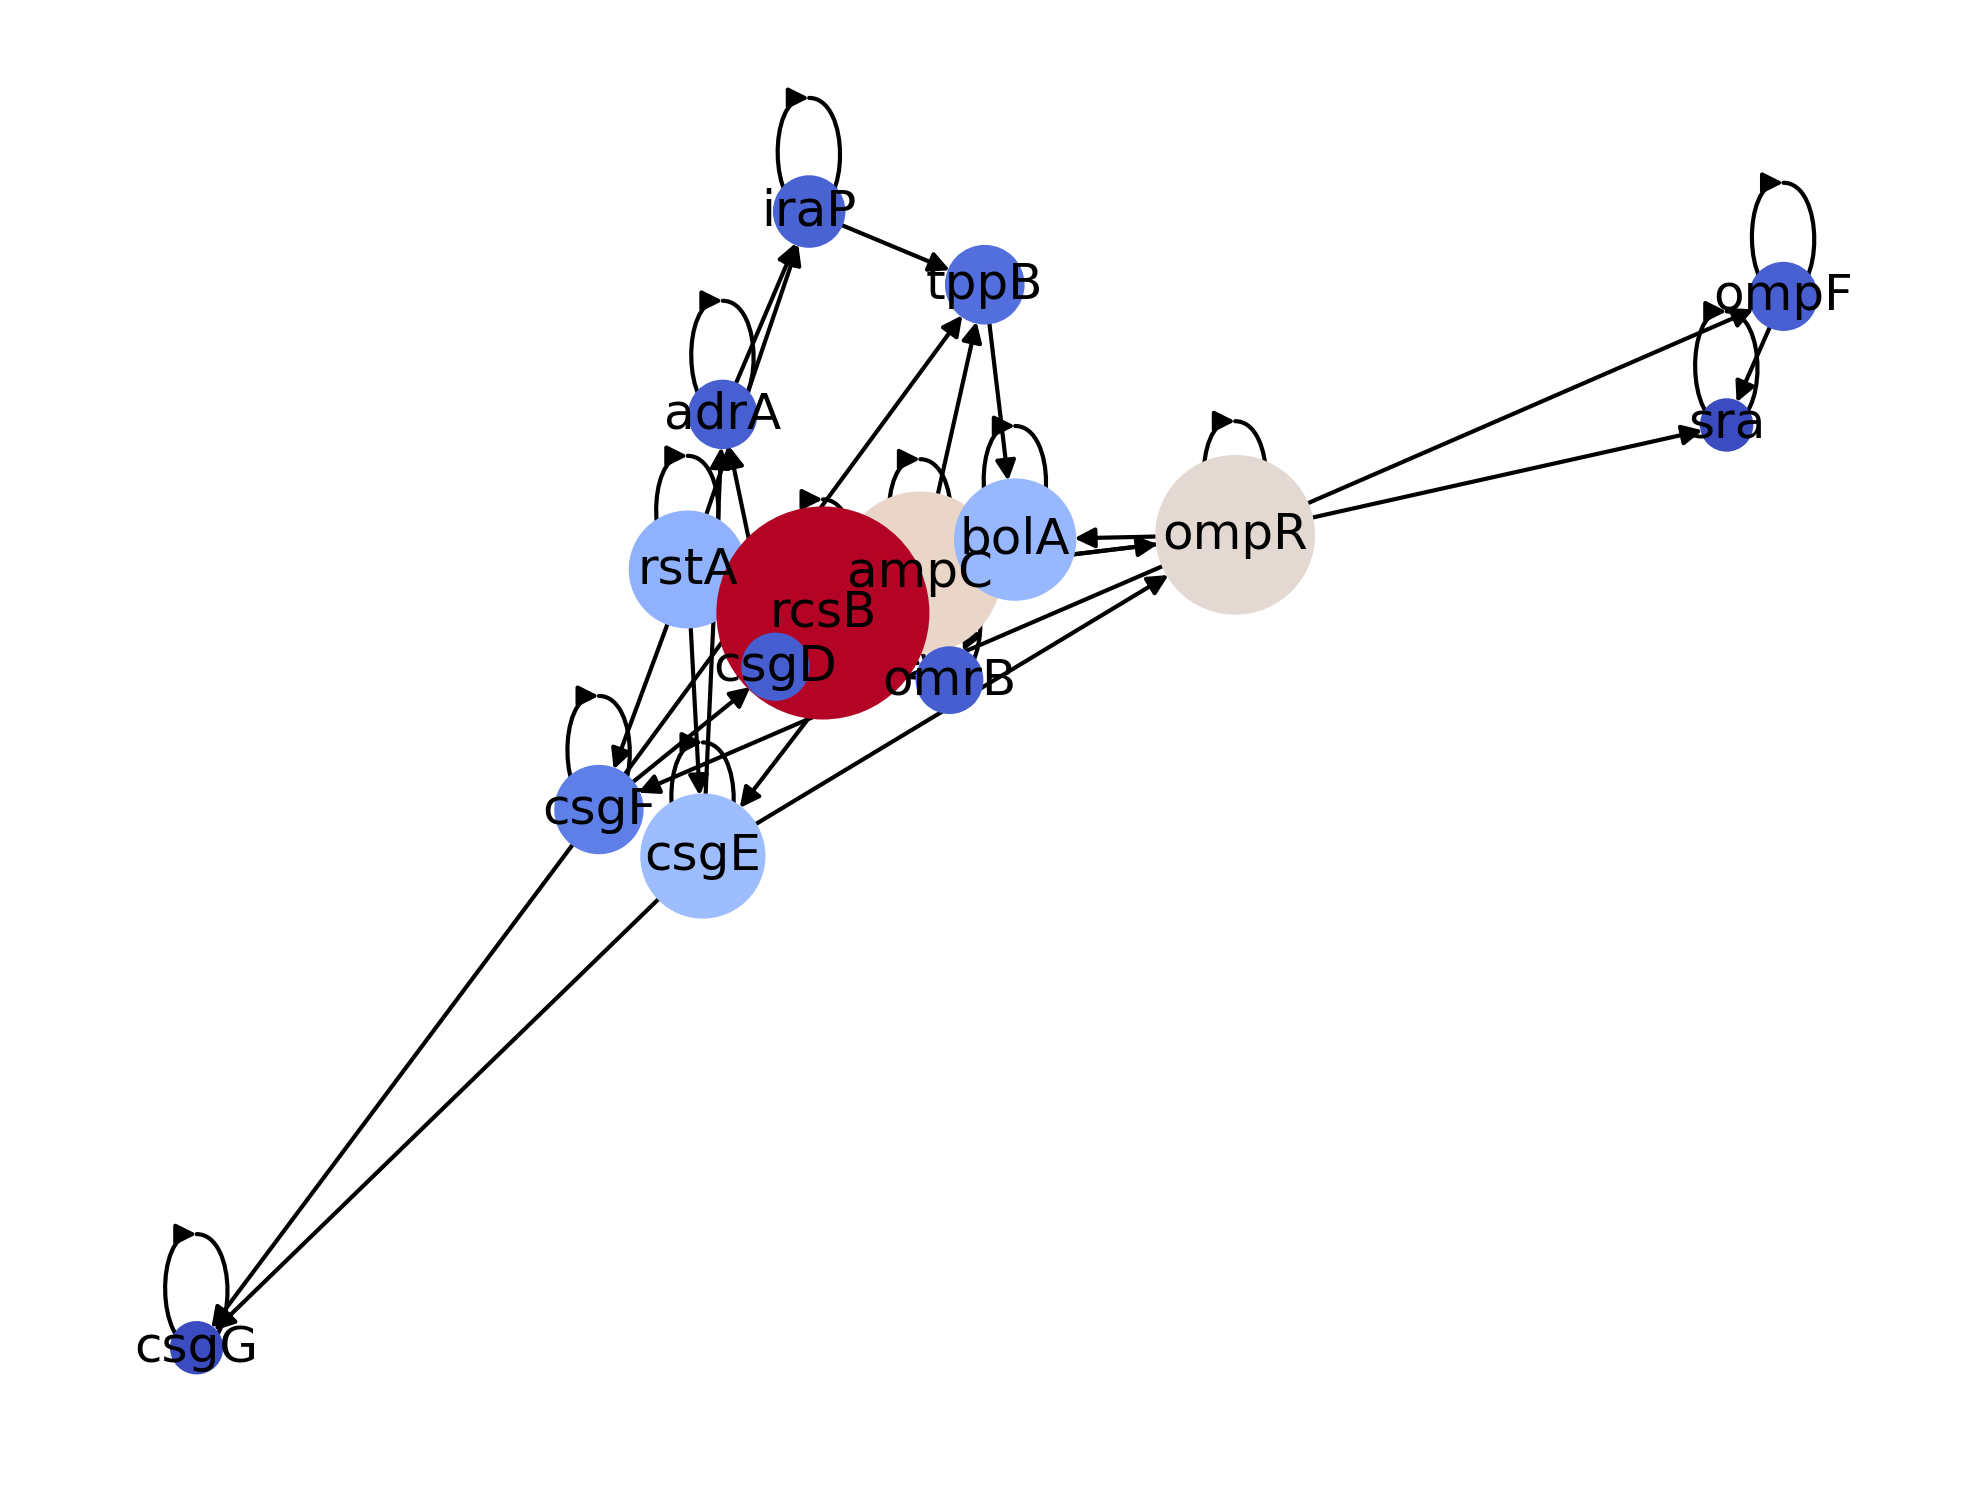 iraP
tppB
ompF
adrA
sra
rstA
bolA
ompR
ampC
rcsB
csgD
omrB
csgF
csgE
csgG